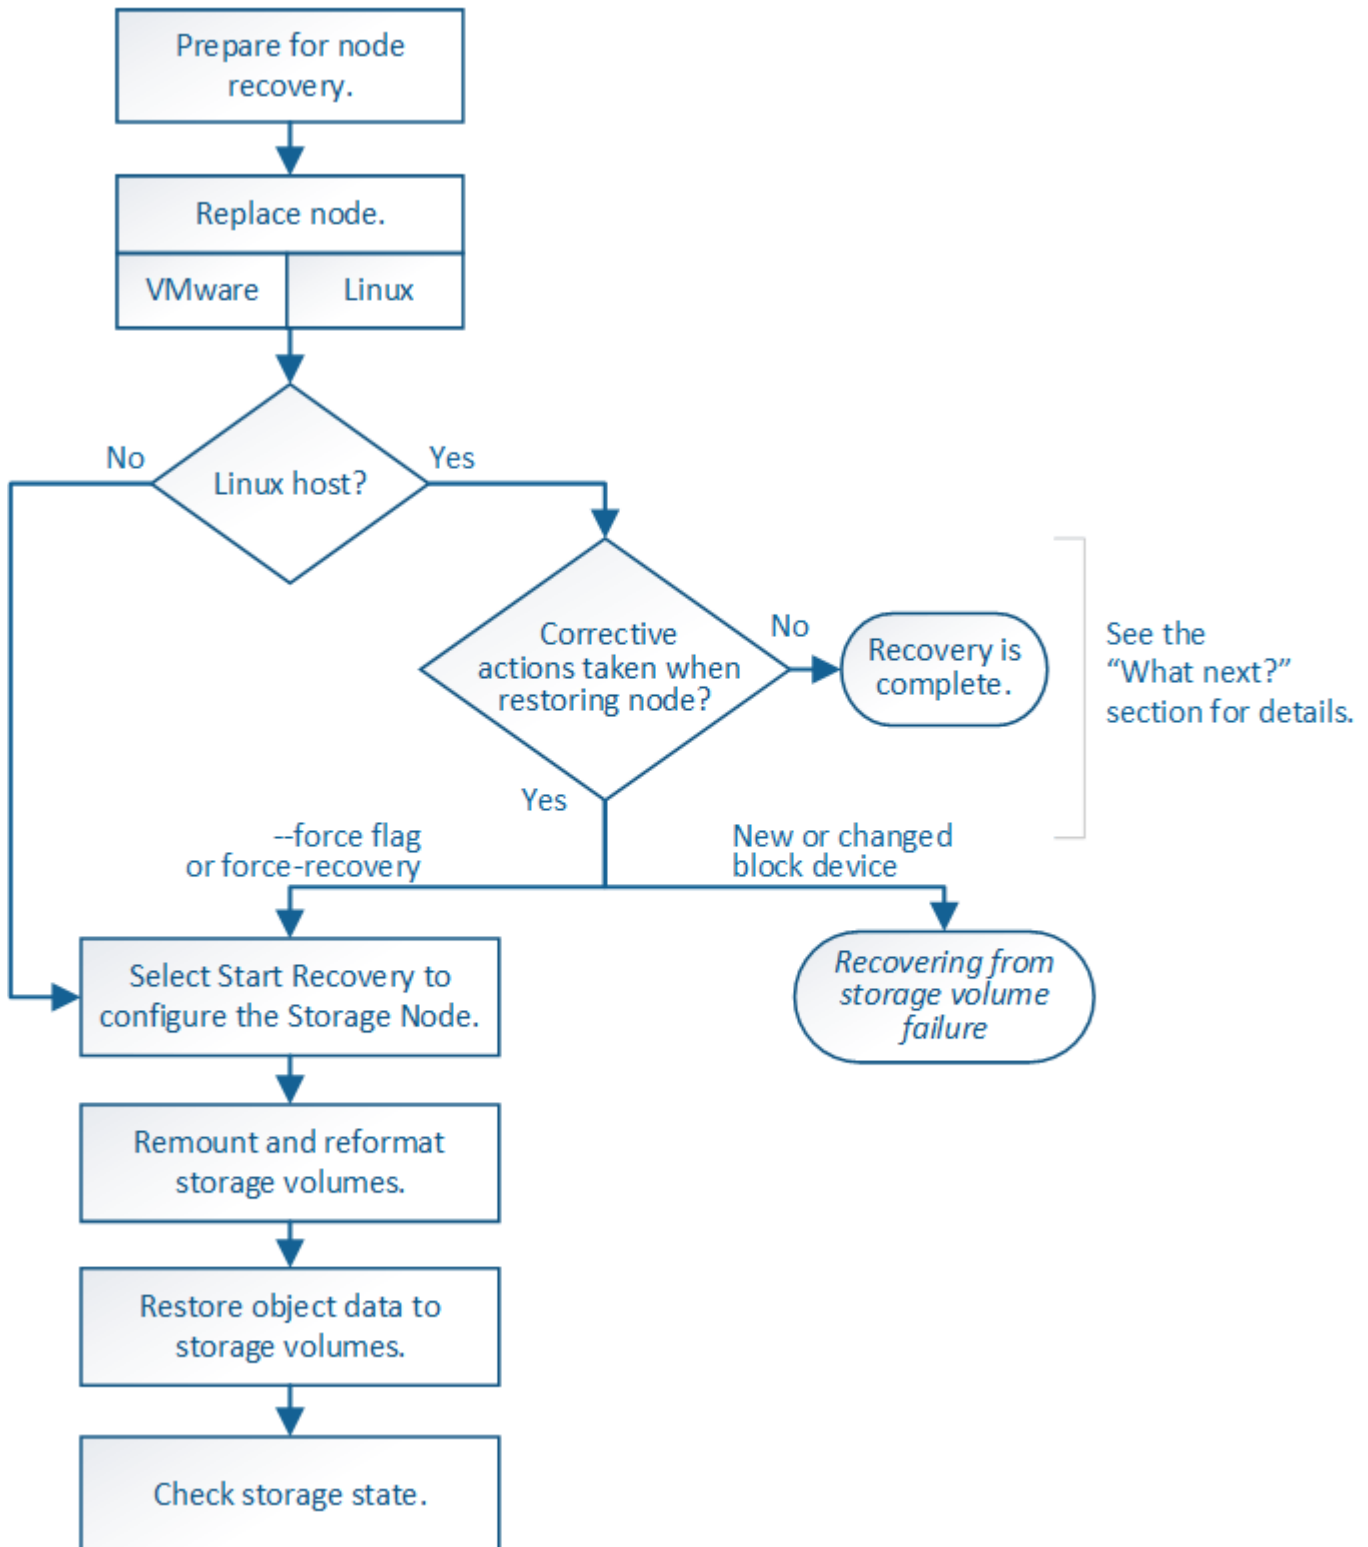 Prepare for node
recovery.
Replace node.
VMware
Linux
Linux host?
No
Yes
Corrective
actions taken when
restoring node?
No
Recovery is
complete.
See the
“What next?”
section for details.
Yes
--force flag
or force-recovery
New or changed
block device
Select Start Recovery to
configure the Storage Node.
Recovering from
storage volume
failure
Remount and reformat
storage volumes.
Restore object data to
storage volumes.
Check storage state.